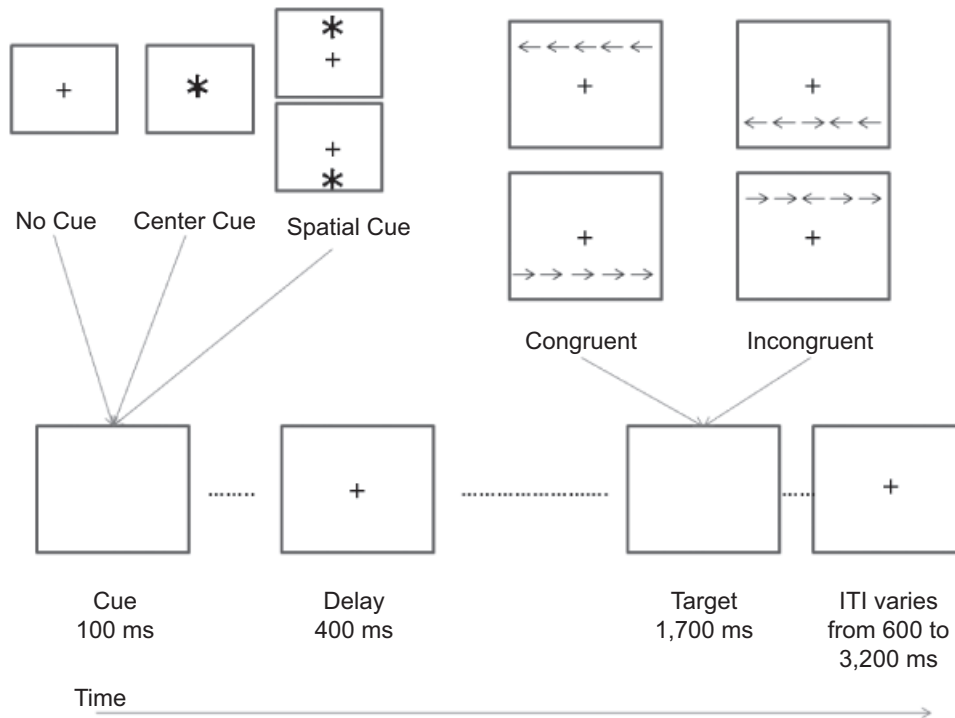 No Cue
Center Cue
Spatial Cue
Congruent
Incongruent
Cue
100 ms
Delay
400 ms
Target
1,700 ms
ITI varies
from 600 to
3,200 ms
Time